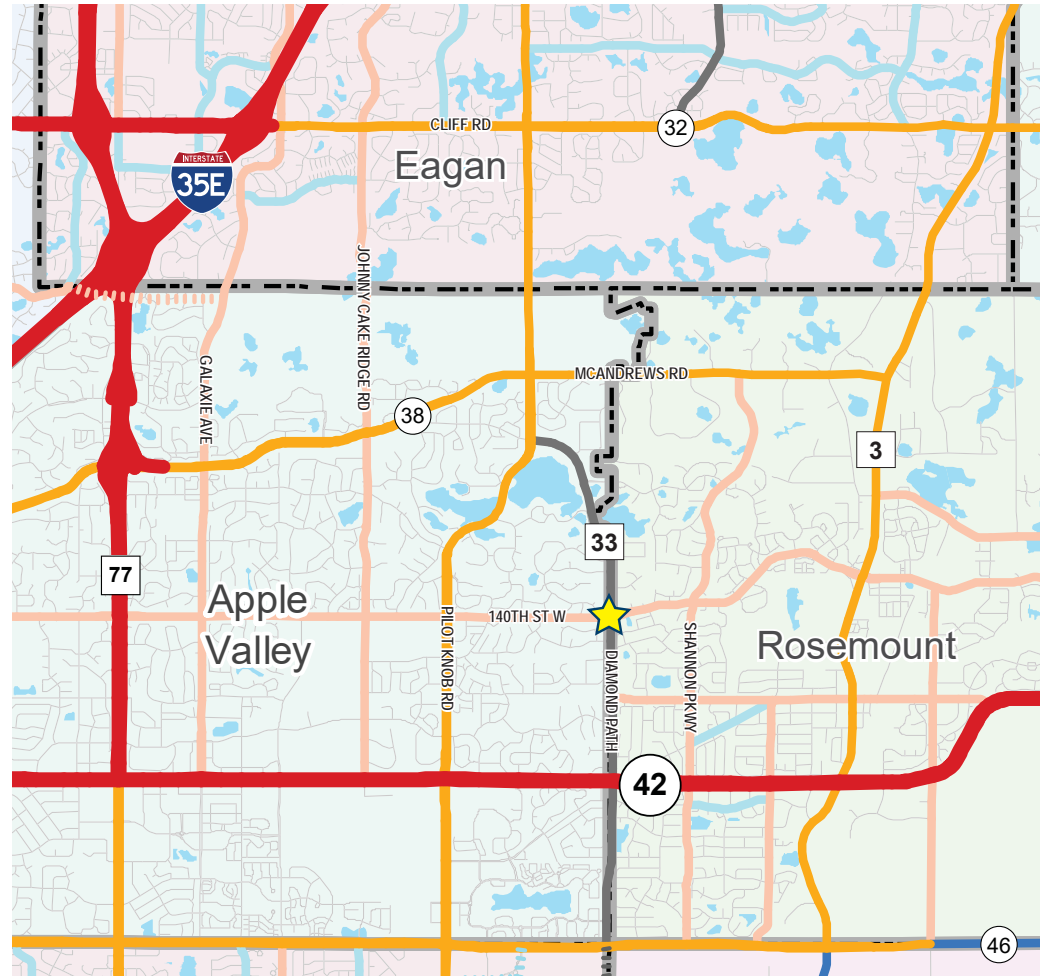 CLIFF RD
32
Eagan
INTERSTATE
35E
JOHNNY CAKE RIDGE RD
GALAXIE AVE
MCANDREWS RD
38
3
33
77
Apple
Valley
140TH ST W
PILOT KNOB RD
DIAMOND PATH
SHANNON PKWY
Rosemount
42
46